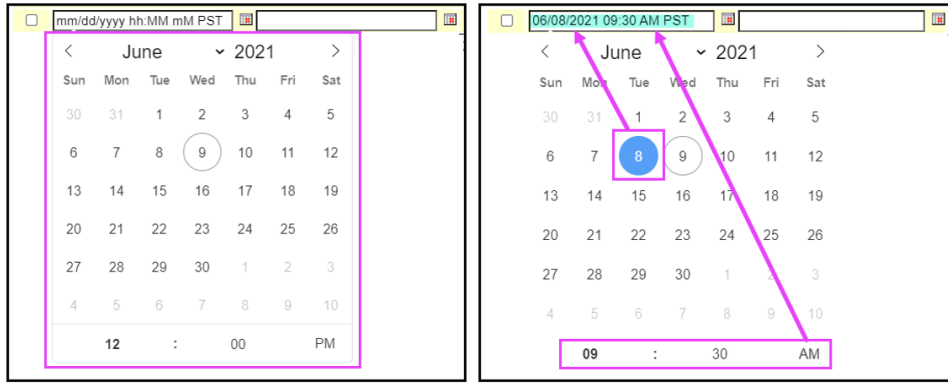 mm/dd/yyyy hh:MM mM PST
June 2021
Sun Mon Tue Wed Thu Fri Sat
30 31 1 2 3 4 5
6 7 8 9 10 11 12
13 14 15 16 17 18 19
20 21 22 23 24 25 26
27 28 29 30 1 2 3
4 5 6 7 8 9 10
12 : 00 PM
06/08/2021 09:30 AM PST
June 2021
Sun Mon Tue Wed Thu Fri Sat
30 31 1 2 3 4 5
6 7 8 9 10 11 12
13 14 15 16 17 18 19
20 21 22 23 24 25 26
27 28 29 30 1 2 3
4 5 6 7 8 9 10
09 : 30 AM